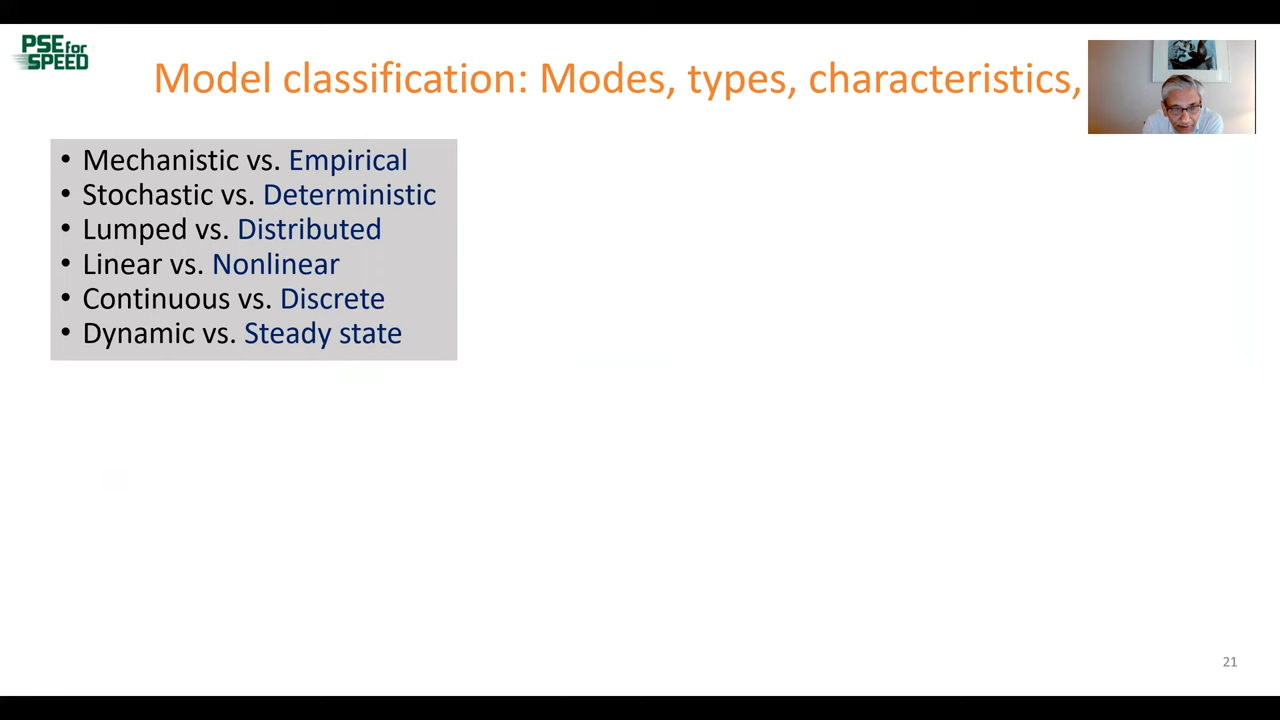 PSE for
SPEED
Model classification: Modes, types, characteristics,
• Mechanistic vs. Empirical
• Stochastic vs. Deterministic
• Lumped vs. Distributed
• Linear vs. Nonlinear
• Continuous vs. Discrete
• Dynamic vs. Steady state
21